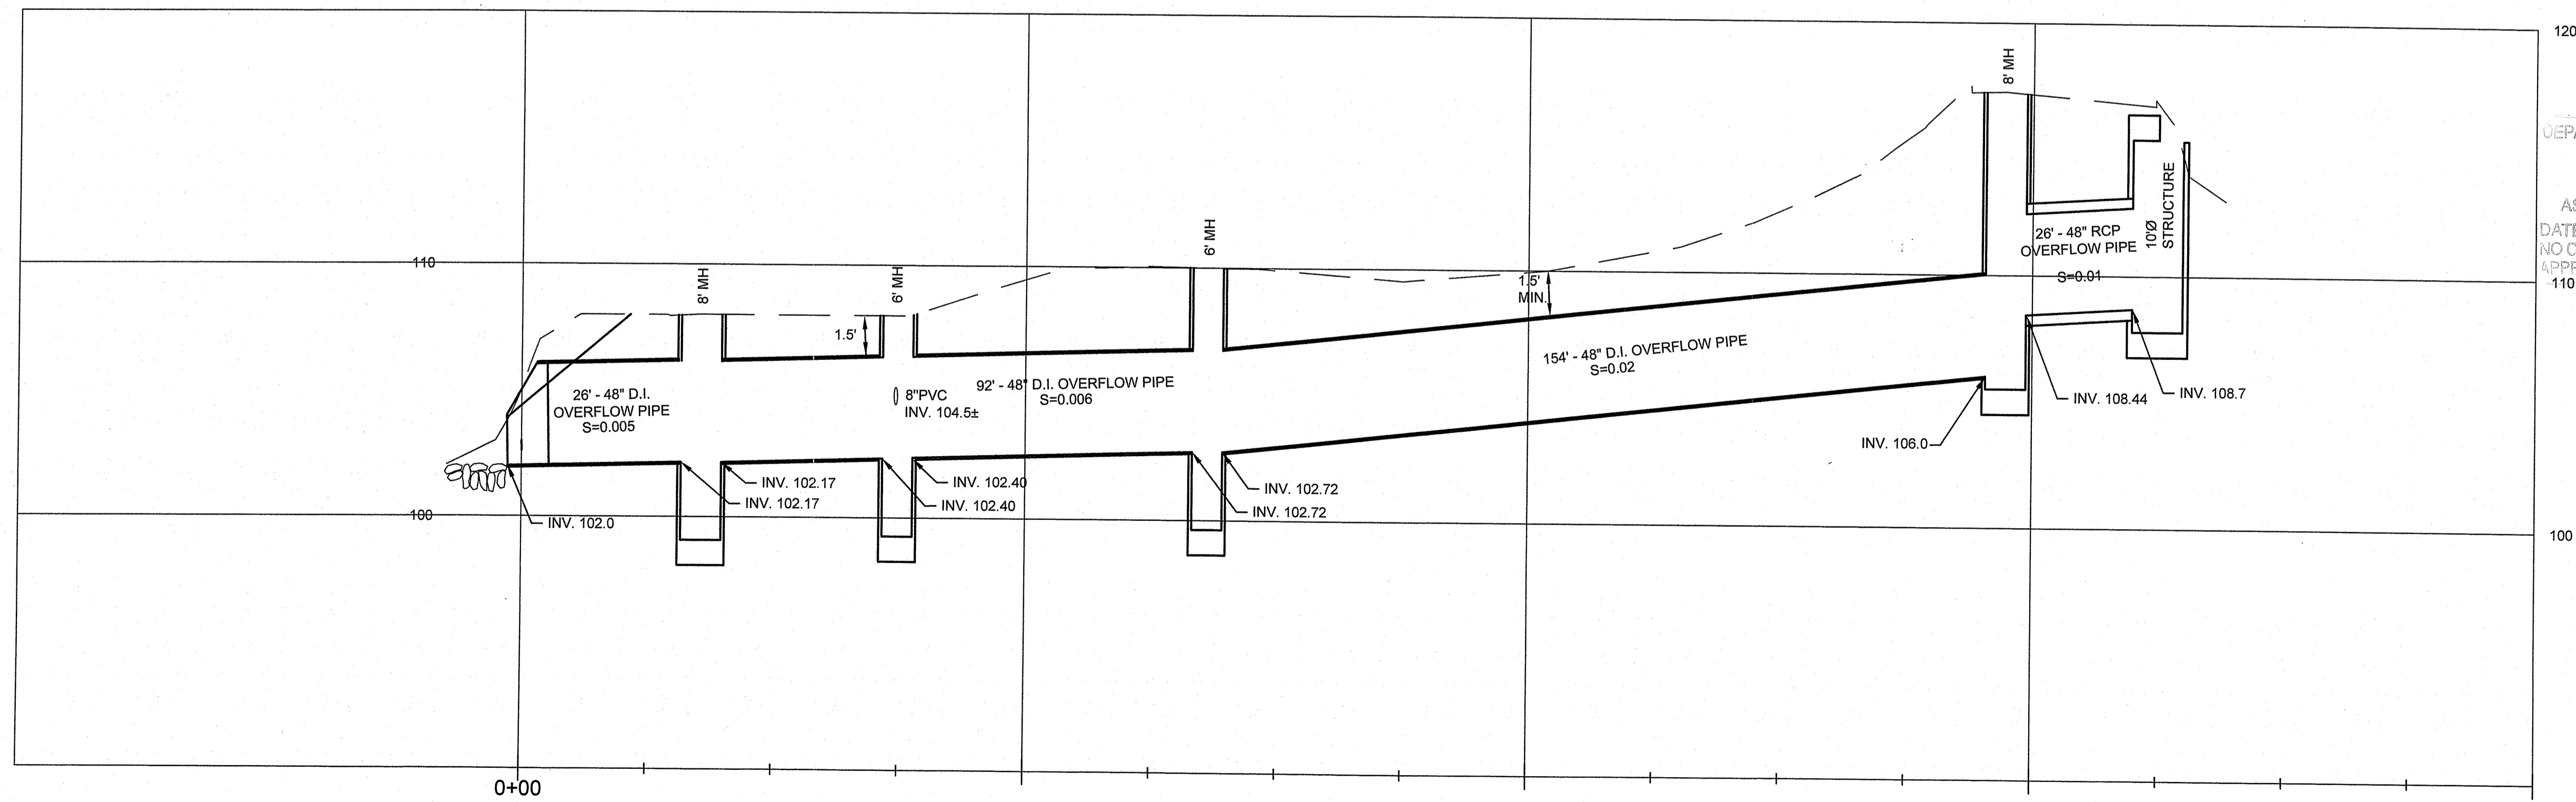 120
8' MH
DEPA
10'Ø
STRUCTURE
AS
26' - 48" RCP
OVERFLOW PIPE
S=0.01
DATE
NO C
APPR
6' MH
110
8' MH
6' MH
1.5'
MIN.
110
1.5'
154' - 48" D.I. OVERFLOW PIPE
S=0.02
26' - 48" D.I.
OVERFLOW PIPE
S=0.005
8"PVC
INV. 104.5±
92' - 48" D.I. OVERFLOW PIPE
S=0.006
INV. 108.44
INV. 108.7
INV. 106.0
INV. 102.17
INV. 102.40
INV. 102.72
INV. 102.17
INV. 102.40
INV. 102.72
100
INV. 102.0
100
0+00